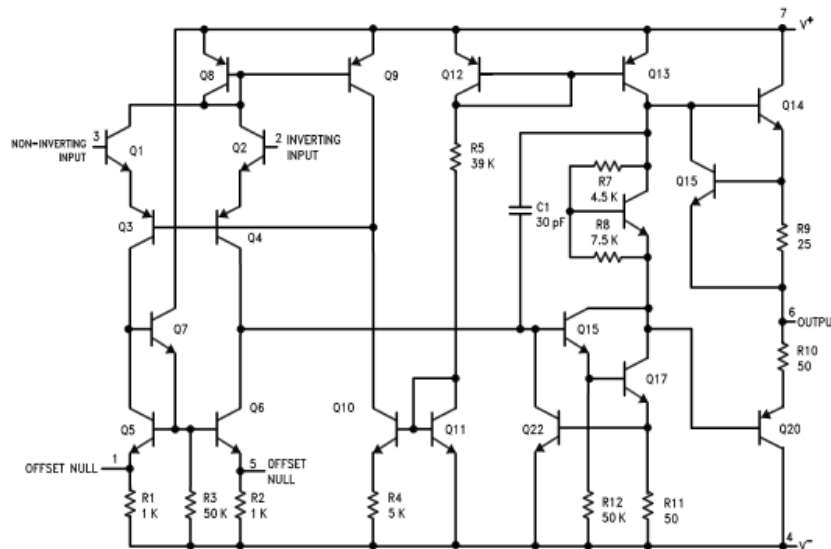 7
V+
Q8
Q9
Q12
Q13
Q14
3
NON-INVERTING
INPUT
Q1
Q2
2
INVERTING
INPUT
R5
39 K
R7
4.5 K
Q15
C1
30 pF
R8
7.5 K
R9
25
Q3
Q4
Q7
Q15
6
OUTPU
R10
50
Q5
Q6
Q10
Q11
Q22
Q17
Q20
OFFSET NULL
1
5
OFFSET
NULL
R1
1 K
R3
50 K
R2
1 K
R4
5 K
R12
50 K
R11
50
4
V-